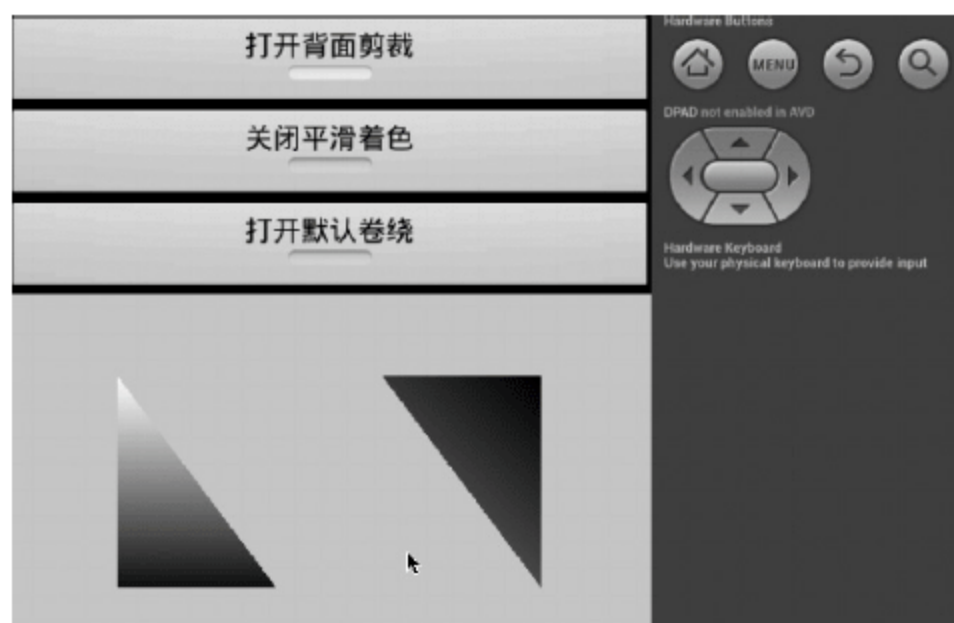 打开背面剪裁
关闭平滑着色
打开默认卷绕
Hardware Buttons
MENU
DPAD not enabled in AVD
Hardware Keyboard
Use your physical keyboard to provide input